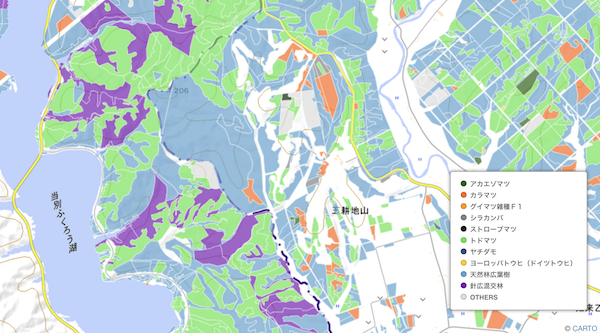 206
当別ふくろう湖
三耕地山
アカエゾマツ
カラマツ
グイマツ雑種F1
シラカンバ
ストローブマツ
トドマツ
ヤチダモ
ヨーロッパトウヒ（ドイツトウヒ）
天然林広葉樹
針広混交林
OTHERS
© CARTO